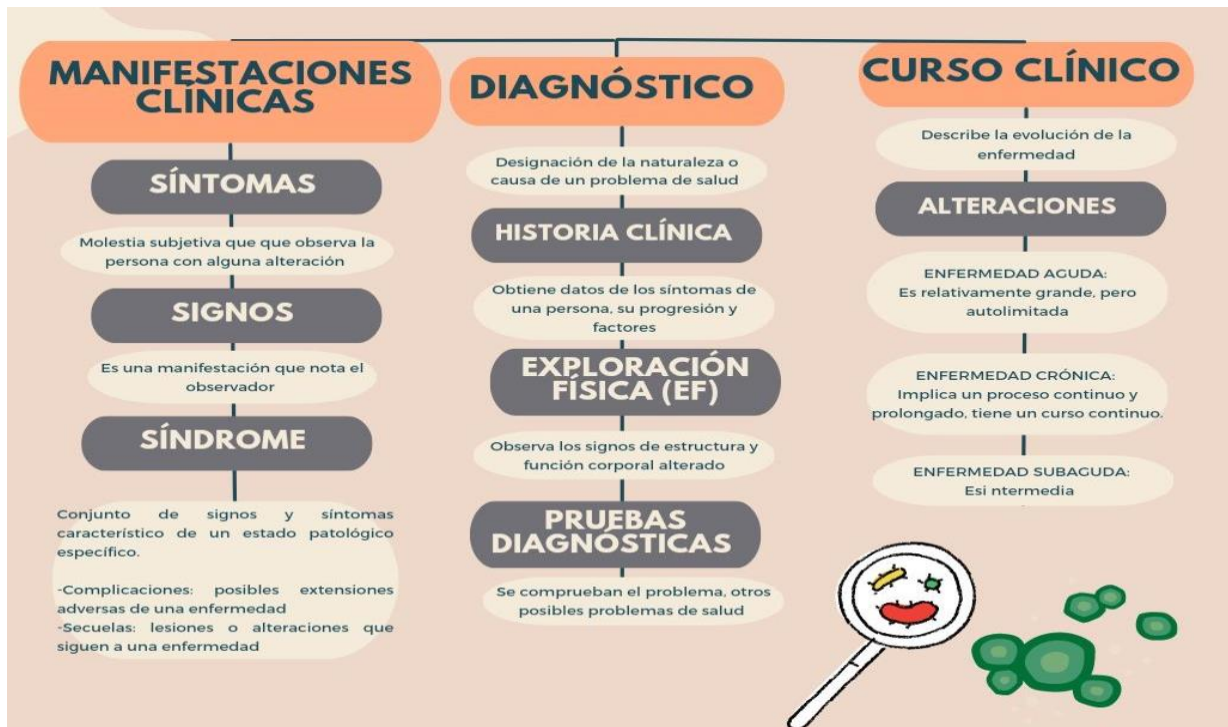 MANIFESTACIONES
CLÍNICAS
SÍNTOMAS
Molestia subjetiva que que observa la
persona con alguna alteración
SIGNOS
Es una manifestación que nota el
observador
SÍNDROME
Conjunto de signos y síntomas
característico de un estado patológico
específico.
-Complicaciones: posibles extensiones
adversas de una enfermedad
-Secuelas: lesiones o alteraciones que
siguen a una enfermedad
DIAGNÓSTICO
Designación de la naturaleza o
causa de un problema de salud
HISTORIA CLÍNICA
Obtiene datos de los síntomas de
una persona, su progresión y
factores
EXPLORACIÓN
FÍSICA (EF)
Observa los signos de estructura y
función corporal alterado
PRUEBAS
DIAGNÓSTICAS
Se comprueban el problema, otros
posibles problemas de salud
CURSO CLÍNICO
Describe la evolución de la
enfermedad
ALTERACIONES
ENFERMEDAD AGUDA:
Es relativamente grande, pero
autolimitada
ENFERMEDAD CRÓNICA:
Implica un proceso continuo y
prolongado, tiene un curso continuo.
ENFERMEDAD SUBAGUDA:
Esi ntermedia